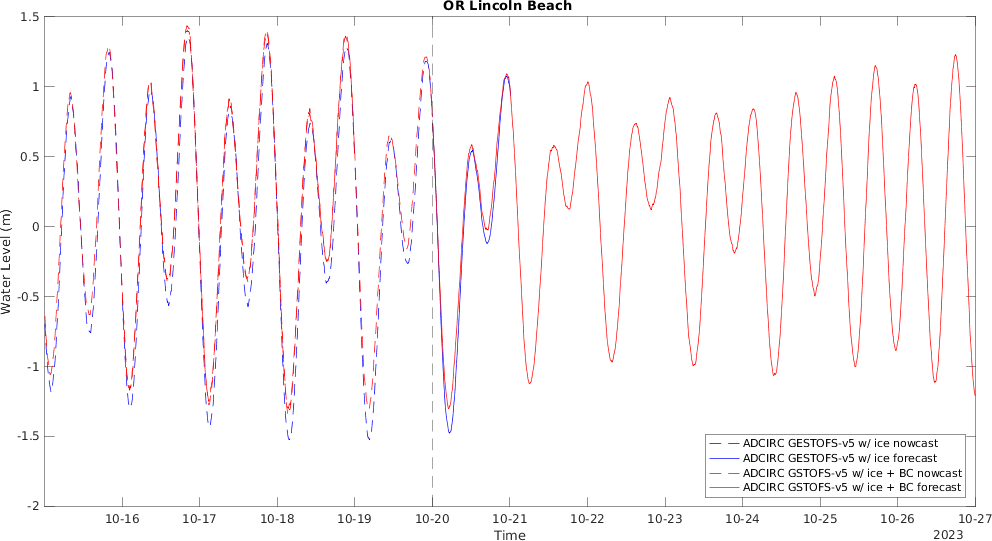 OR Lincoln Beach
1.5
1
0.5
0
-0.5
-1
-1.5
-2
Water Level (m)
10-16 10-17 10-18 10-19 10-20 10-21 10-22 10-23 10-24 10-25 10-26 10-27
Time
2023
ADCIRC GESTOFS-v5 w/ ice nowcast
ADCIRC GESTOFS-v5 w/ ice forecast
ADCIRC GSTOFS-v5 w/ ice + BC nowcast
ADCIRC GSTOFS-v5 w/ ice + BC forecast